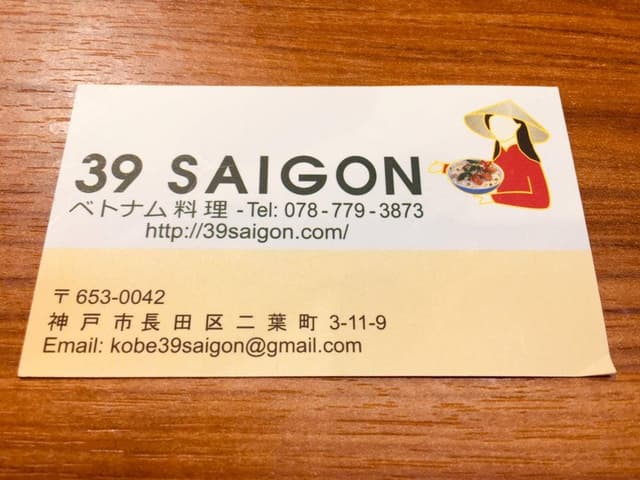 39 SAIGON
ベトナム料理 - Tel: 078-779-3873
http://39saigon.com/
〒653-0042
神戸市長田区二葉町 3-11-9
Email: kobe39saigon@gmail.com